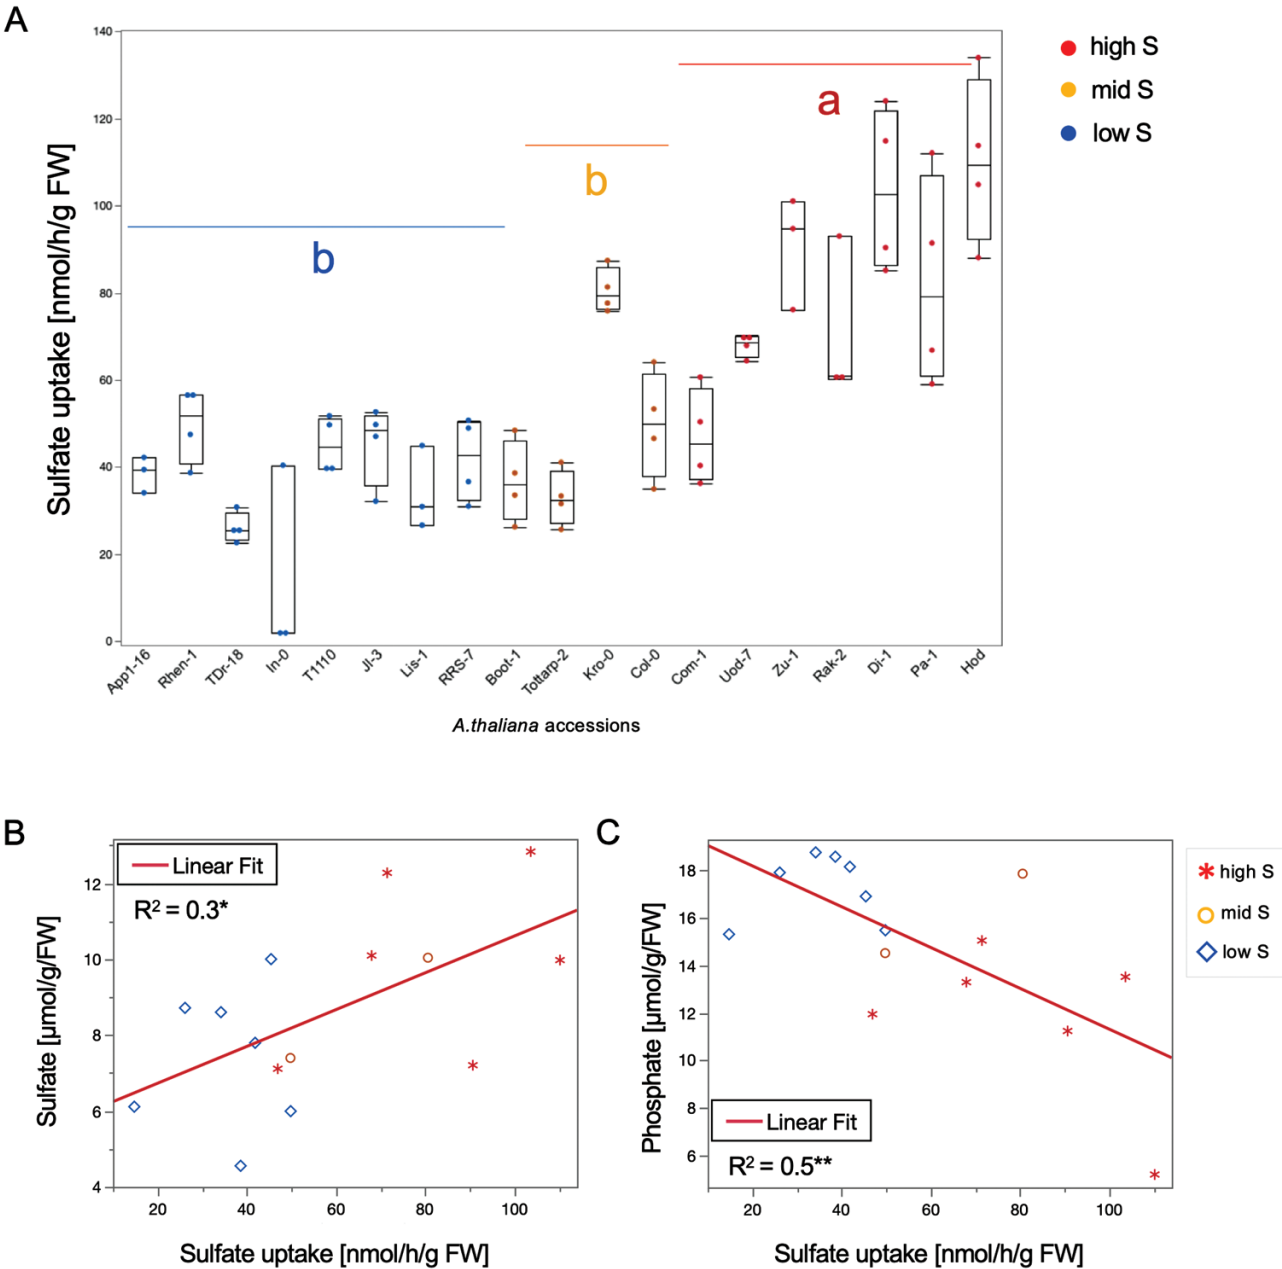 A
140
120
100
80
60
40
20
0
Sulfate uptake [nmol/h/g FW]
b
b
a
high S
mid S
low S
App1-16
Rhen-1
TDr-18
In-0
T1110
Jl-3
Lis-1
RRS-7
Boot-1
Tottarp-2
Kro-0
Col-0
Com-1
Uod-7
Zu-1
Rak-2
Di-1
Pa-1
Hod
A.thaliana accessions
B
Linear Fit
R² = 0.3*
12
10
8
6
4
Sulfate [µmol/g/FW]
20
40
60
80
100
Sulfate uptake [nmol/h/g FW]
C
18
16
14
12
10
8
6
Phosphate [µmol/g/FW]
Linear Fit
R² = 0.5**
20
40
60
80
100
Sulfate uptake [nmol/h/g FW]
high S
mid S
low S